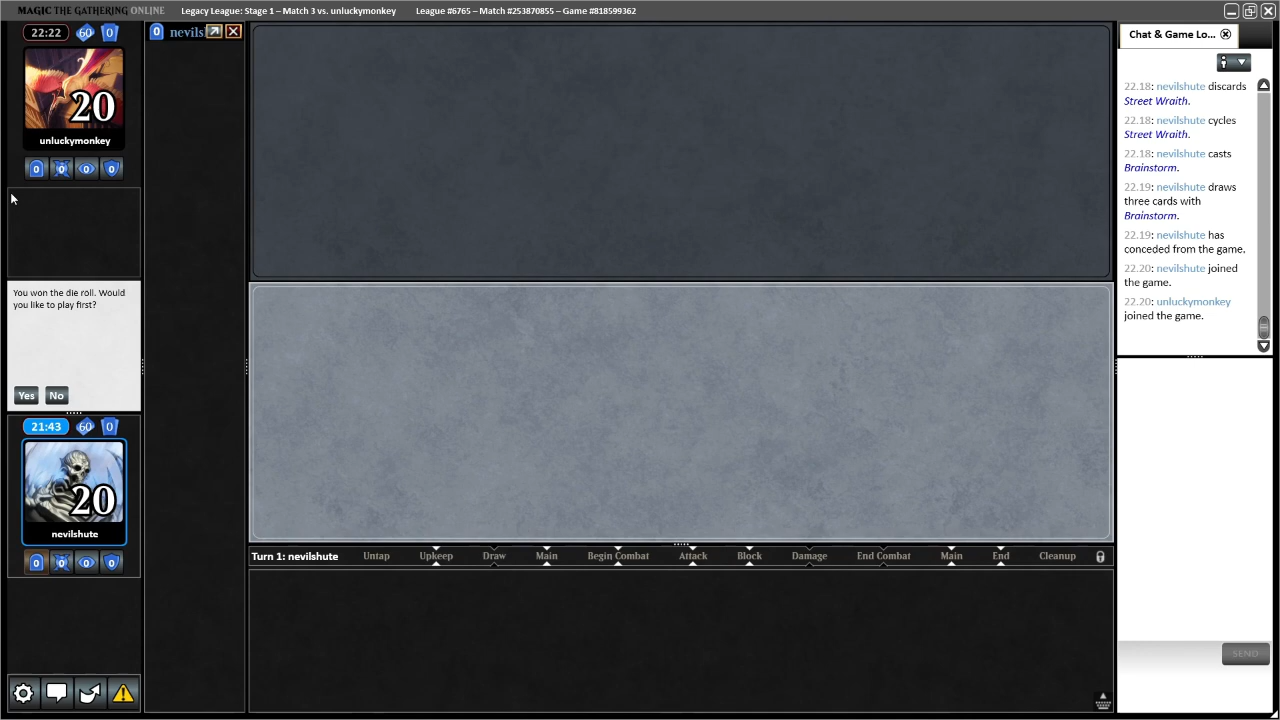 MAGIC THE GATHERING ONLINE
Legacy League: Stage 1 – Match 3 vs. unluckymonkey
League #6765 – Match #253870855 – Game #818599362
22:22
60
0
20
unluckymonkey
0
0
0
0
You won the die roll. Would
you like to play first?
Yes
No
21:43
60
0
20
nevilshute
0
0
0
0
0
nevils
Turn 1: nevilshute
Untap
Upkeep
Draw
Main
Begin Combat
Attack
Block
Damage
End Combat
Main
End
Cleanup
Chat & Game Lo...
22.18: nevilshute discards
Street Wraith.
22.18: nevilshute cycles
Street Wraith.
22.18: nevilshute casts
Brainstorm.
22.19: nevilshute draws
three cards with
Brainstorm.
22.19: nevilshute has
conceded from the game.
22.20: nevilshute joined
the game.
22.20: unluckymonkey
joined the game.
SEND